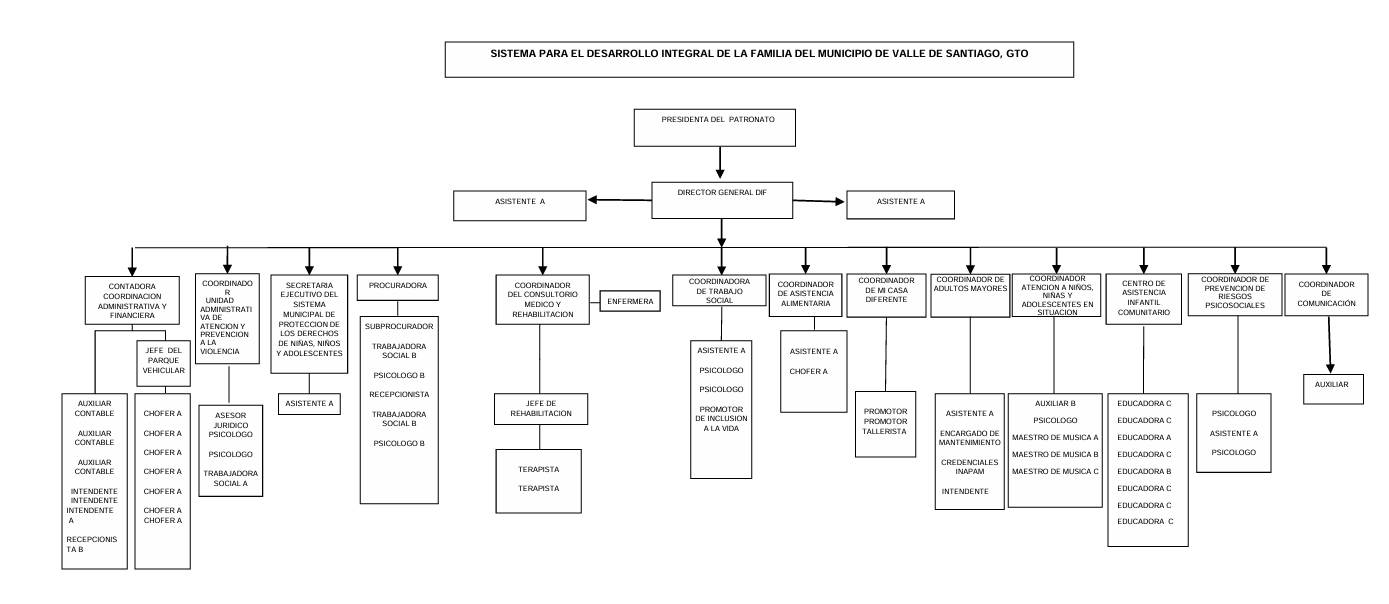 SISTEMA PARA EL DESARROLLO INTEGRAL DE LA FAMILIA DEL MUNICIPIO DE VALLE DE SANTIAGO, GTO
PRESIDENTA DEL PATRONATO
DIRECTOR GENERAL DIF
ASISTENTE A
ASISTENTE A
CONTADORA
COORDINACION
ADMINISTRATIVA Y
FINANCIERA
JEFE DEL
PARQUE
VEHICULAR
AUXILIAR
CONTABLE
AUXILIAR
CONTABLE
AUXILIAR
CONTABLE
INTENDENTE
INTENDENTE
INTENDENTE
A
RECEPCIONIS
TA B
CHOFER A
CHOFER A
CHOFER A
CHOFER A
CHOFER A
CHOFER A
CHOFER A
COORDINADO
R
UNIDAD
ADMINISTRATI
VA DE
ATENCION Y
PREVENCION
A LA
VIOLENCIA
ASESOR
JURIDICO
PSICOLOGO
PSICOLOGO
TRABAJADORA
SOCIAL A
SECRETARIA
EJECUTIVO DEL
SISTEMA
MUNICIPAL DE
PROTECCION DE
LOS DERECHOS
DE NIÑAS, NIÑOS
Y ADOLESCENTES
ASISTENTE A
PROCURADORA
SUBPROCURADOR
TRABAJADORA
SOCIAL B
PSICOLOGO B
RECEPCIONISTA
TRABAJADORA
SOCIAL B
PSICOLOGO B
COORDINADOR
DEL CONSULTORIO
MEDICO Y
REHABILITACION
ENFERMERA
JEFE DE
REHABILITACION
TERAPISTA
TERAPISTA
COORDINADORA
DE TRABAJO
SOCIAL
ASISTENTE A
PSICOLOGO
PSICOLOGO
PROMOTOR
DE INCLUSION
A LA VIDA
COORDINADOR
DE ASISTENCIA
ALIMENTARIA
ASISTENTE A
CHOFER A
COORDINADOR
DE MI CASA
DIFERENTE
PROMOTOR
PROMOTOR
TALLERISTA
COORDINADOR DE
ADULTOS MAYORES
ASISTENTE A
ENCARGADO DE
MANTENIMIENTO
CREDENCIALES
INAPAM
INTENDENTE
COORDINADOR
ATENCION A NIÑOS,
NIÑAS Y
ADOLESCENTES EN
SITUACION
AUXILIAR B
PSICOLOGO
MAESTRO DE MUSICA A
MAESTRO DE MUSICA B
MAESTRO DE MUSICA C
CENTRO DE
ASISTENCIA
INFANTIL
COMUNITARIO
EDUCADORA C
EDUCADORA C
EDUCADORA A
EDUCADORA C
EDUCADORA B
EDUCADORA C
EDUCADORA C
EDUCADORA C
COORDINADOR DE
PREVENCION DE
RIESGOS
PSICOSOCIALES
PSICOLOGO
ASISTENTE A
PSICOLOGO
COORDINADOR
DE
COMUNICACIÓN
AUXILIAR